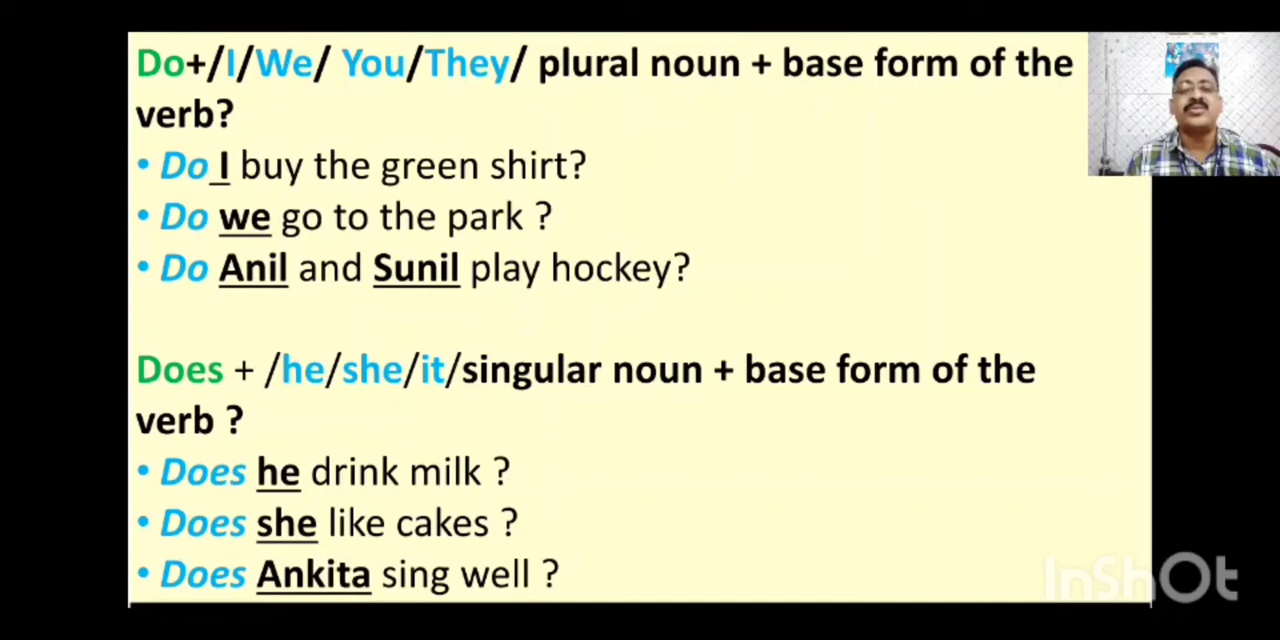 Do+/I/We/ You/They/ plural noun + base form of the
verb?
• Do I buy the green shirt?
• Do we go to the park ?
• Do Anil and Sunil play hockey?
Does + /he/she/it/singular noun + base form of the
verb ?
• Does he drink milk ?
• Does she like cakes ?
• Does Ankita sing well ?
InShOt